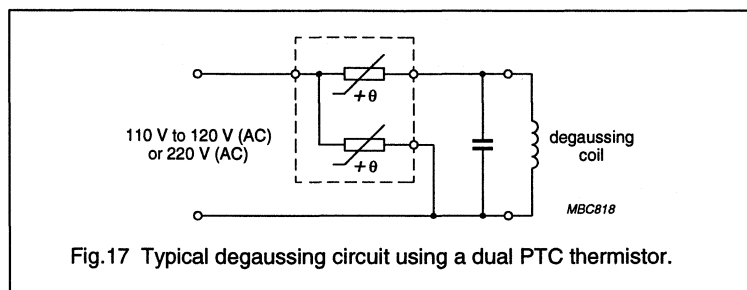 +θ
110 V to 120 V (AC)
or 220 V (AC)
+θ
degaussing
coil
MBC818
Fig.17 Typical degaussing circuit using a dual PTC thermistor.